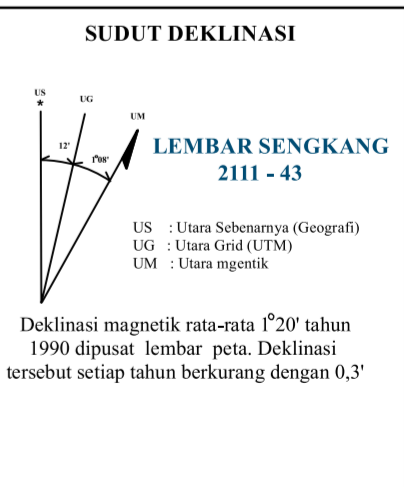 SUDUT DEKLINASI
US
*
UG
UM
12'
1°08'
LEMBAR SENGKANG
2111 - 43
US : Utara Sebenarnya (Geografi)
UG : Utara Grid (UTM)
UM : Utara mgentik
Deklinasi magnetik rata-rata 1°20' tahun
1990 dipusat lembar peta. Deklinasi
tersebut setiap tahun berkurang dengan 0,3'